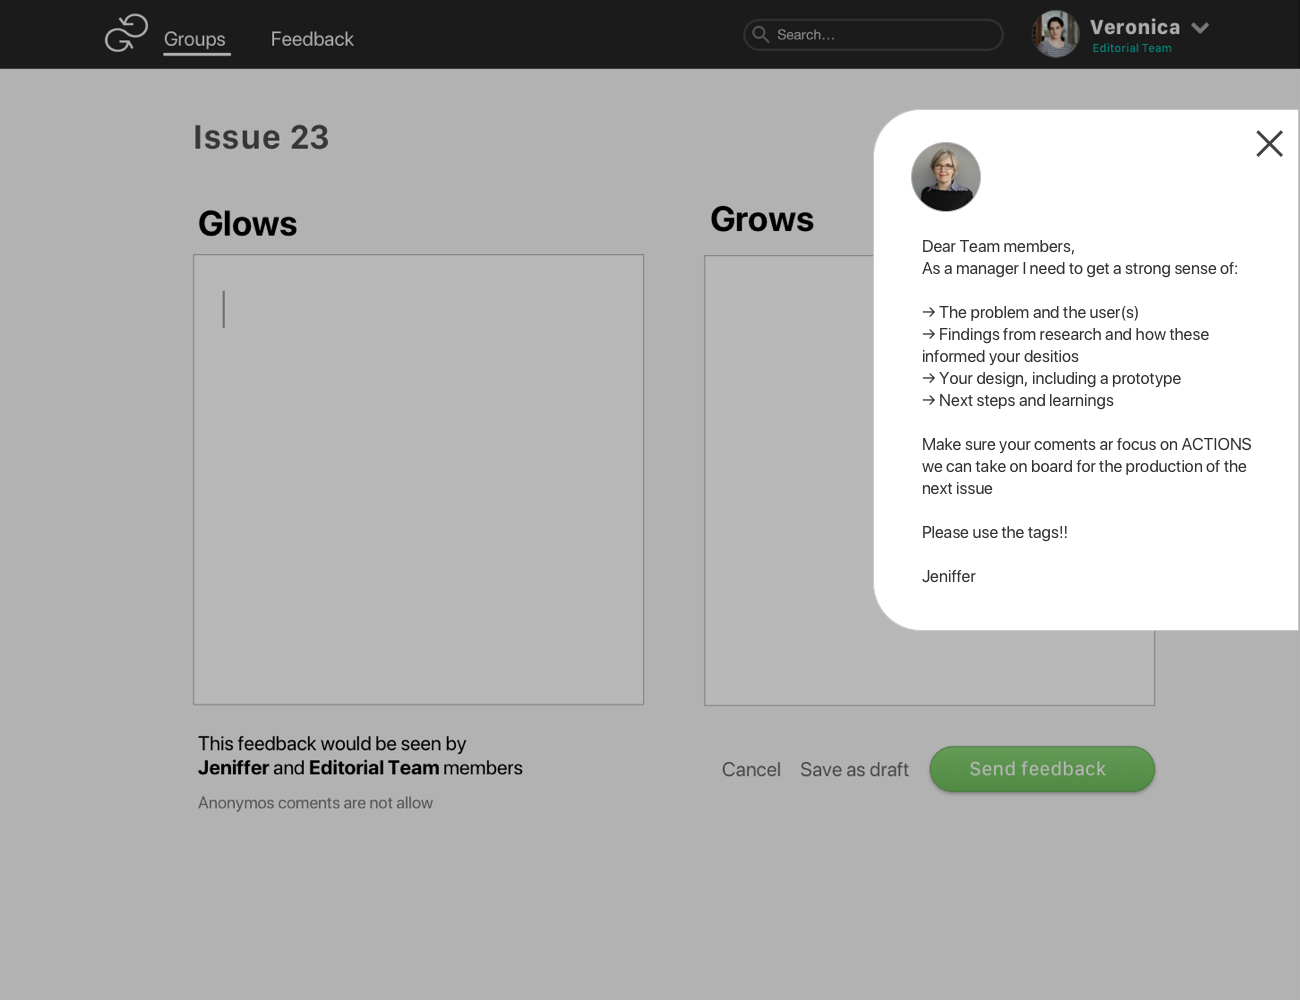 Groups
Feedback
Search...
Veronica
Editorial Team
Issue 23
Glows
Grows
Dear Team members,
As a manager I need to get a strong sense of:
→ The problem and the user(s)
→ Findings from research and how these
informed your desitios
→ Your design, including a prototype
→ Next steps and learnings
Make sure your coments ar focus on ACTIONS
we can take on board for the production of the
next issue
Please use the tags!!
Jeniffer
This feedback would be seen by
Jeniffer and Editorial Team members
Anonymos coments are not allow
Cancel
Save as draft
Send feedback